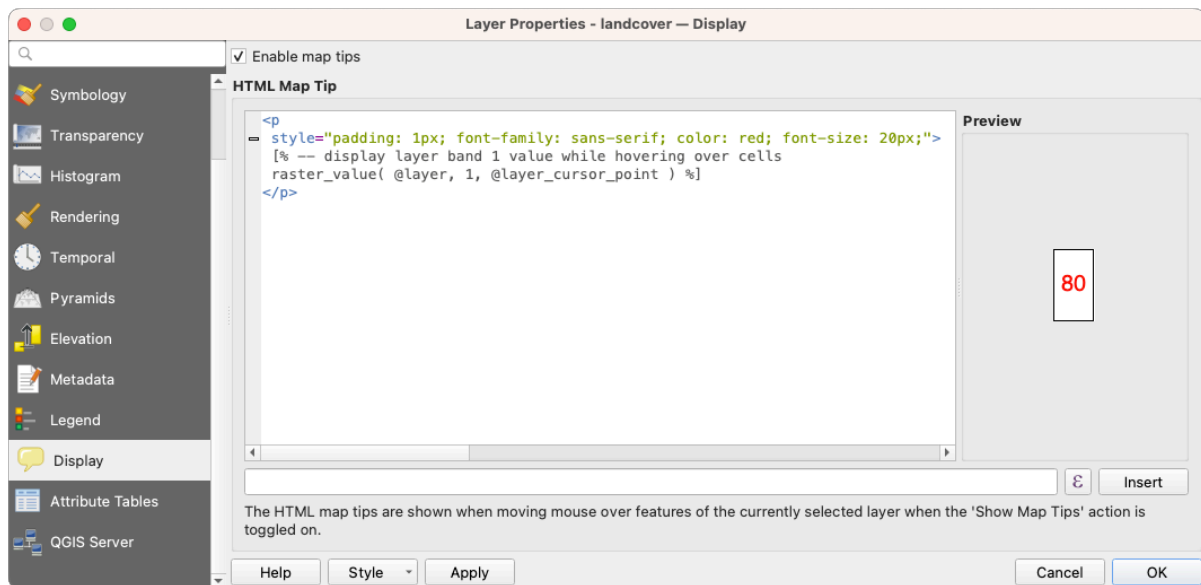 Layer Properties - landcover — Display
Enable map tips
HTML Map Tip
Symbology
Transparency
Histogram
Rendering
Temporal
Pyramids
Elevation
Metadata
Legend
Display
Attribute Tables
QGIS Server
<p
style="padding: 1px; font-family: sans-serif; color: red; font-size: 20px;">
[% -- display layer band 1 value while hovering over cells
raster_value( @layer, 1, @layer_cursor_point ) %]
</p>
Preview
80
ε Insert
The HTML map tips are shown when moving mouse over features of the currently selected layer when the 'Show Map Tips' action is
toggled on.
Help Style Apply Cancel OK